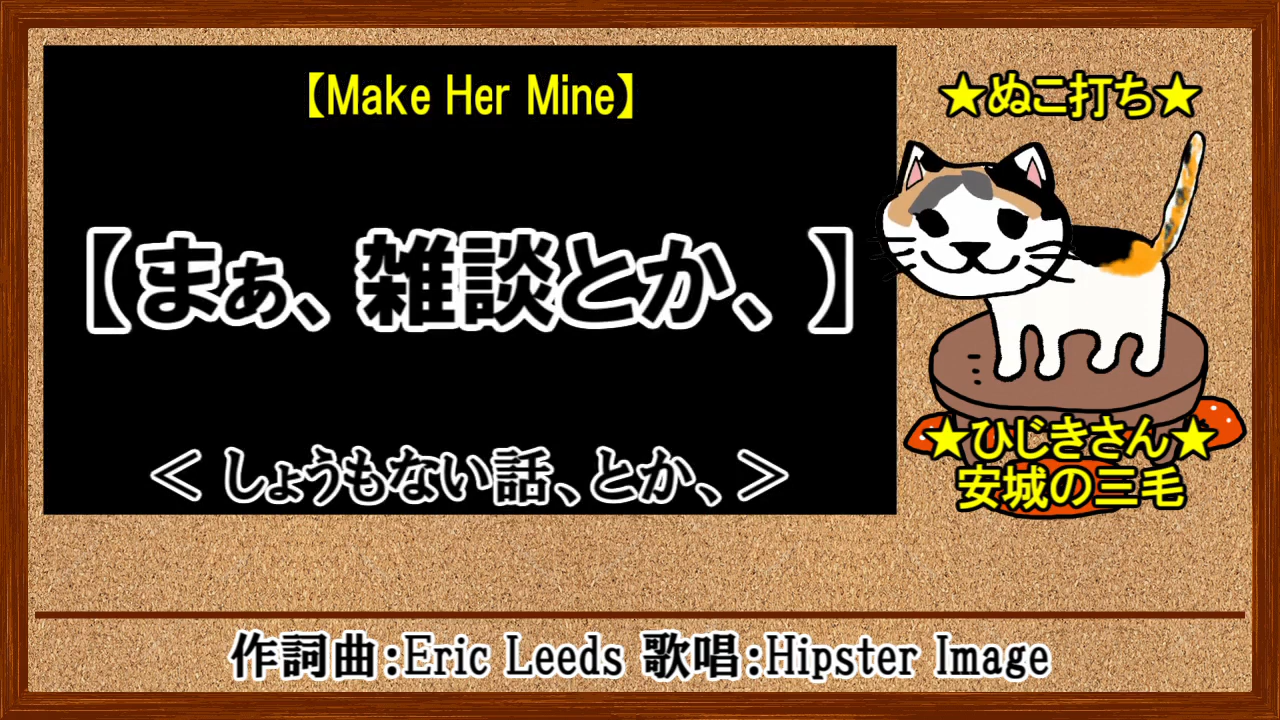 【Make Her Mine】
【まぁ、雑談とか、】
＜ しょうもない話、とか、＞
★ぬこ打ち★
★ひじきさん★
安城の三毛
作詞曲:Eric Leeds 歌唱:Hipster Image